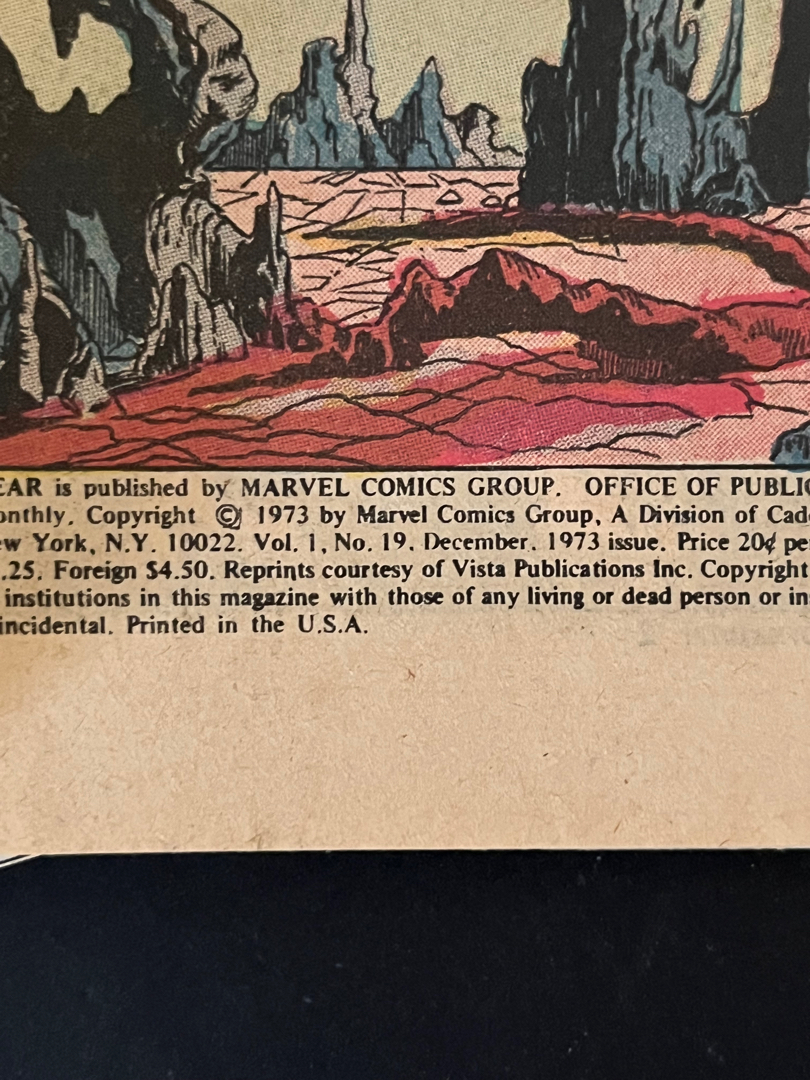 EAR is published by MARVEL COMICS GROUP. OFFICE OF PUBLIC
onthly. Copyright © 1973 by Marvel Comics Group, A Division of Cad
w York, N.Y. 10022. Vol. 1, No. 19, December, 1973 issue. Price 20¢ pe
.25. Foreign $4.50. Reprints courtesy of Vista Publications Inc. Copyright
institutions in this magazine with those of any living or dead person or in
incidental. Printed in the U.S.A.